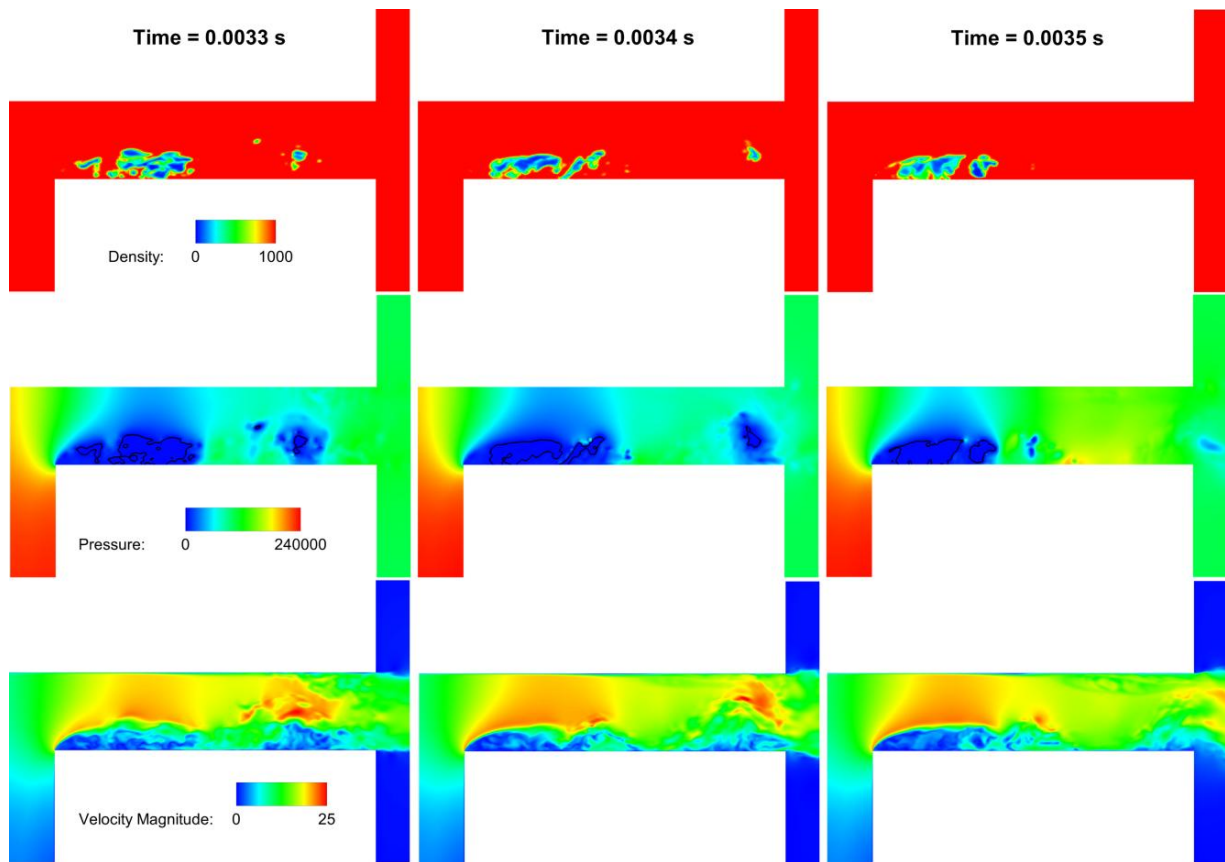 Time = 0.0033 s
Time = 0.0034 s
Time = 0.0035 s
Density:
0
1000
Pressure:
0
240000
Velocity Magnitude:
0
25